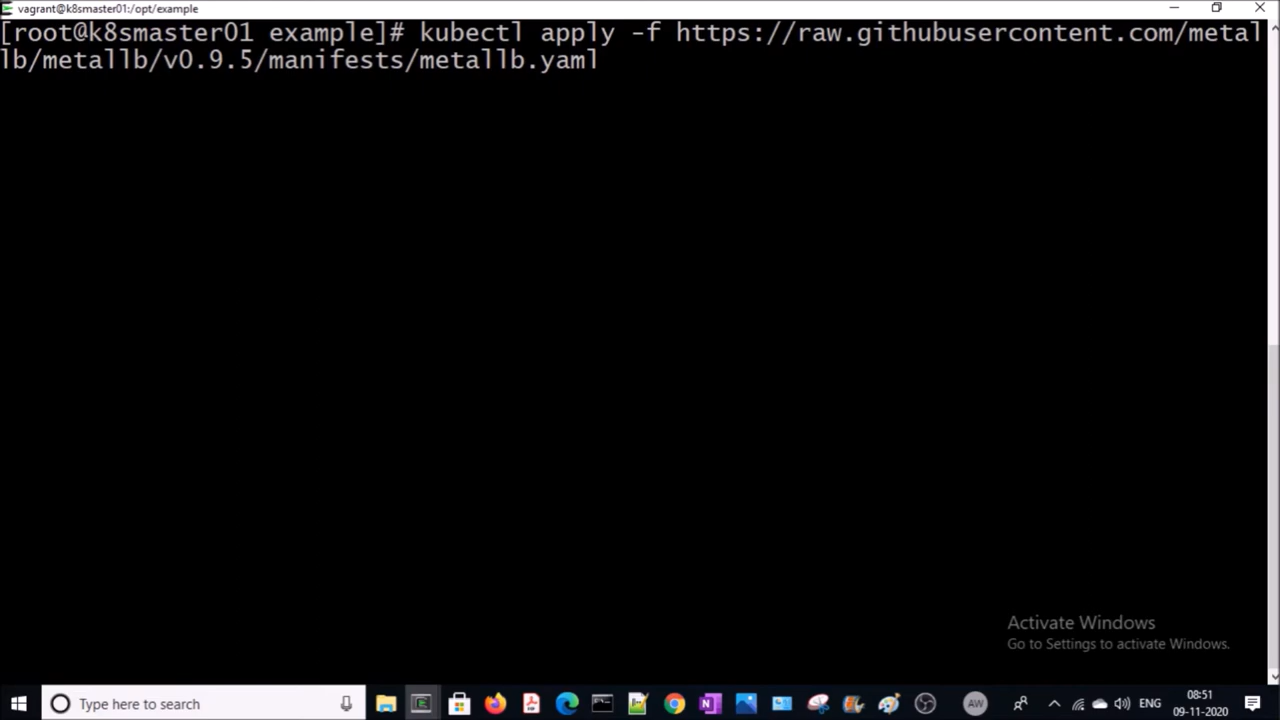 vagrant@k8smaster01:/opt/example
[root@k8smaster01 example]# kubectl apply -f https://raw.githubusercontent.com/metal
lb/metallb/v0.9.5/manifests/metallb.yaml
Activate Windows
Go to Settings to activate Windows.
Type here to search
AW
ENG
08:51
09-11-2020